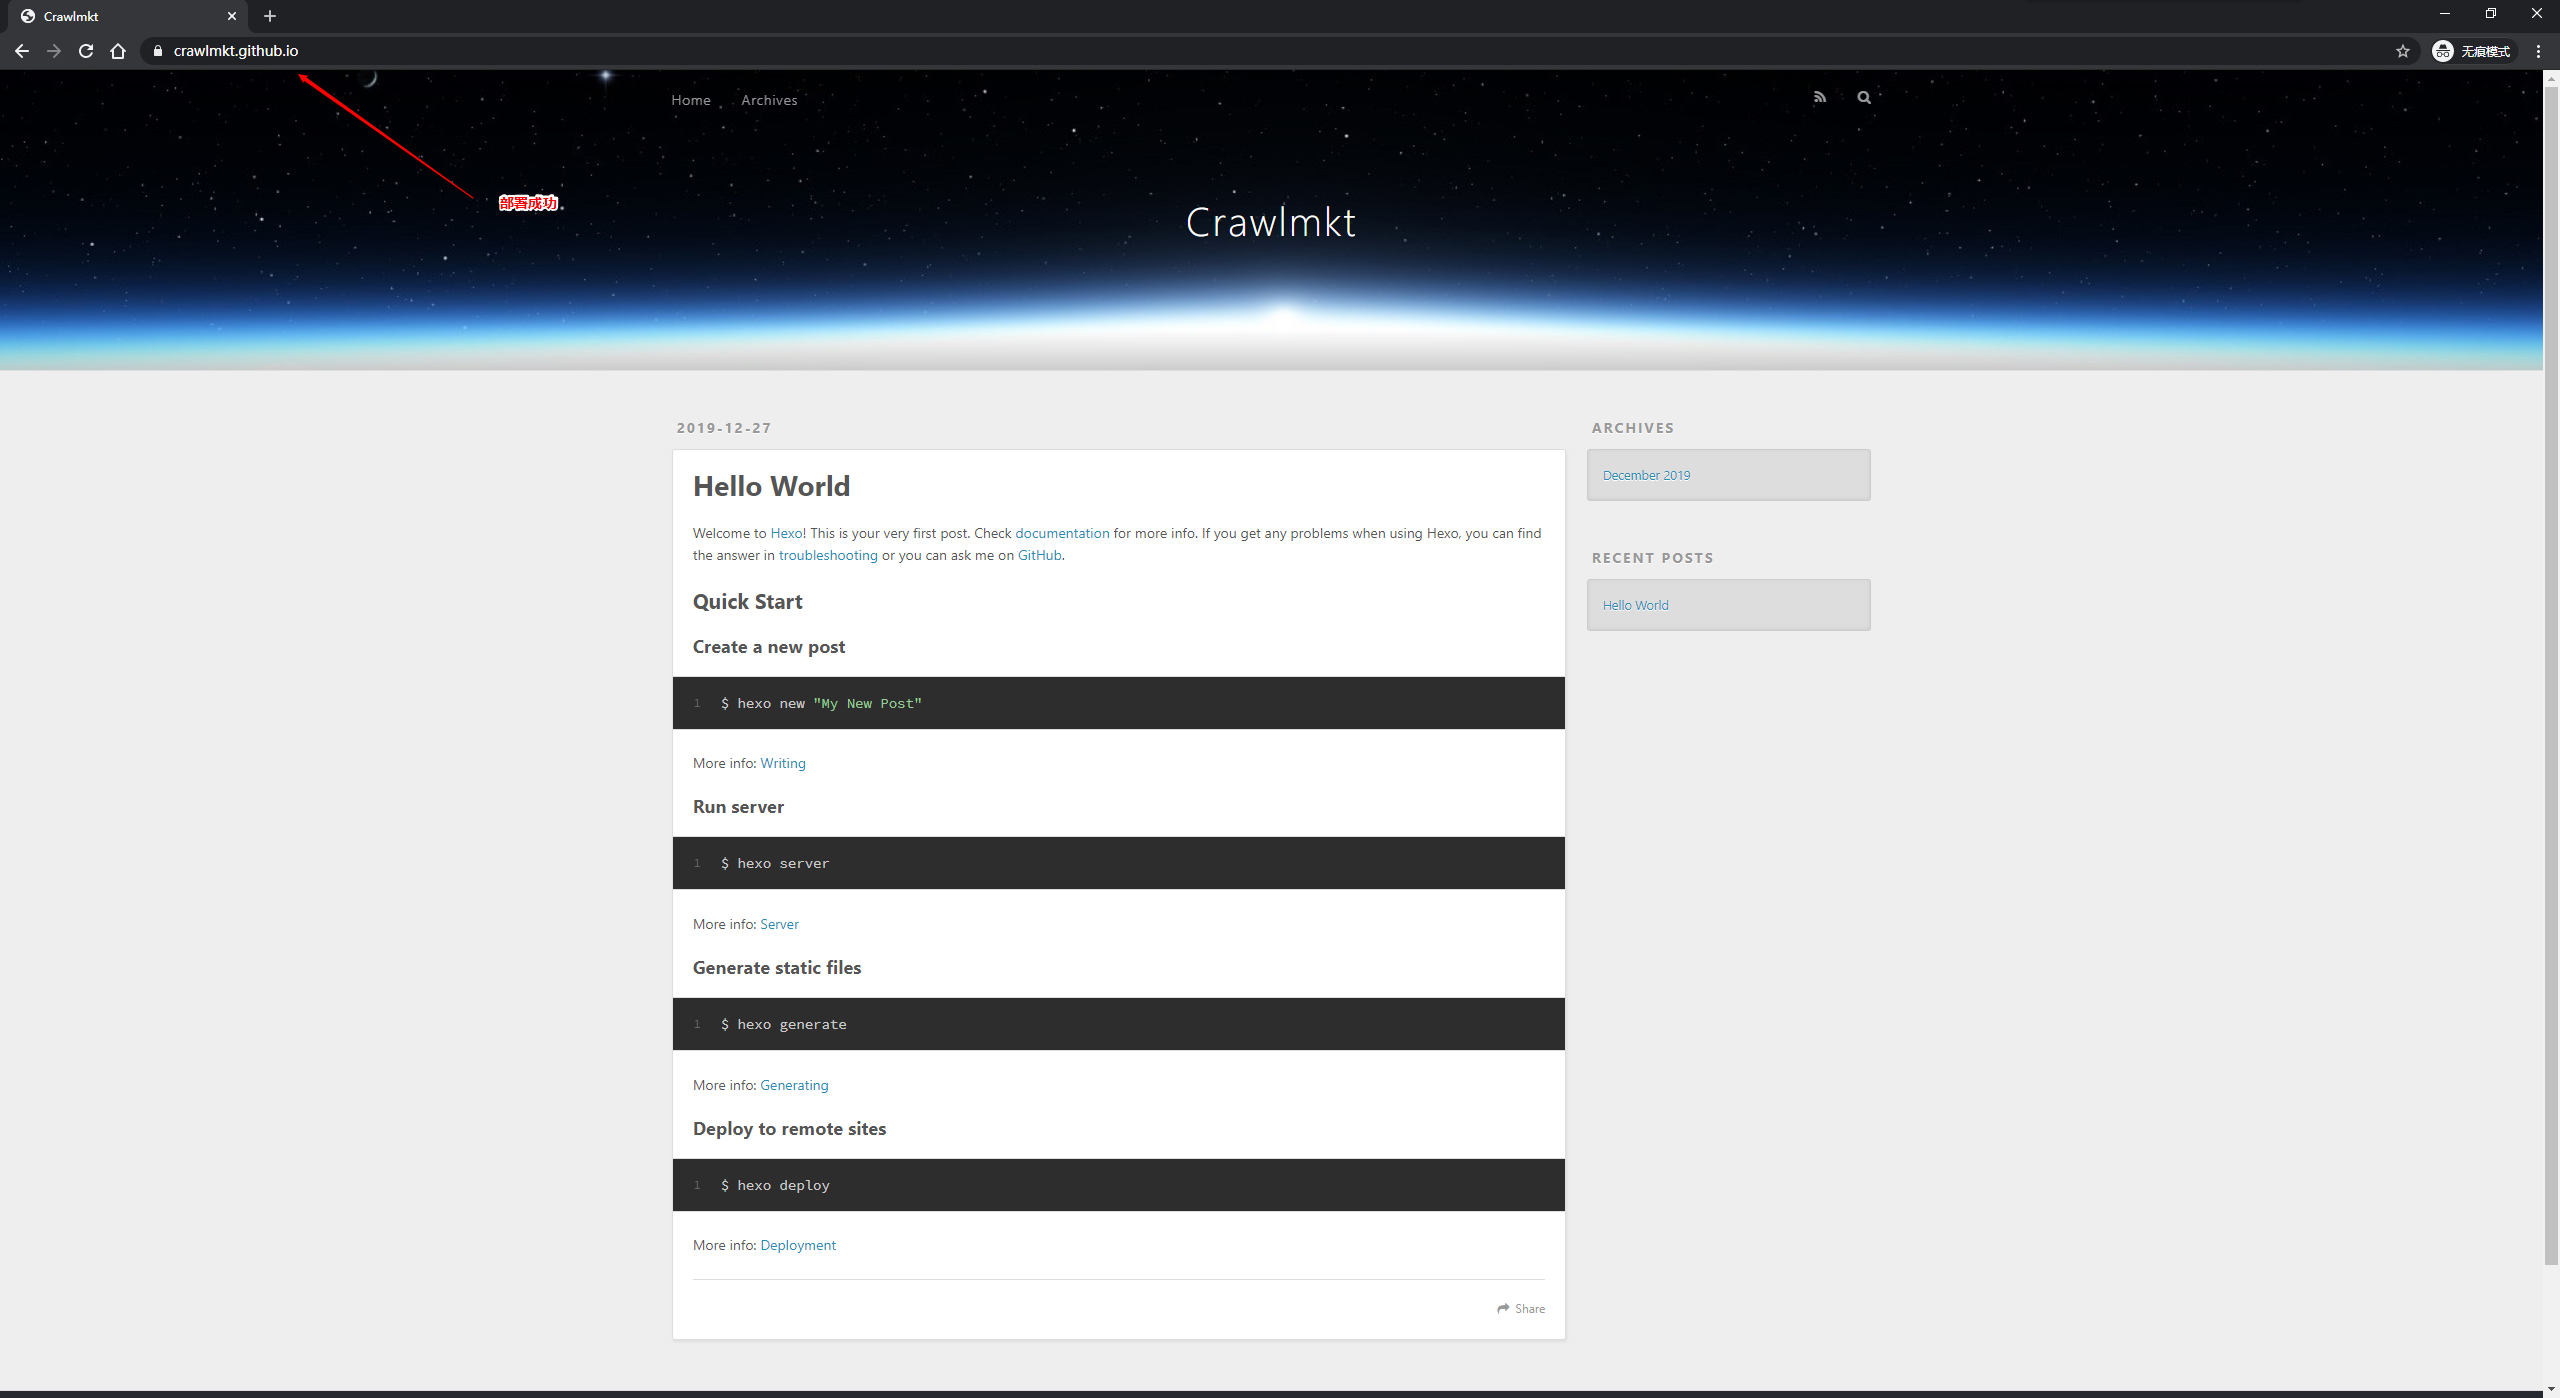 Crawlmkt
crawlmkt.github.io
无痕模式
Home Archives
部署成功
Crawlmkt
2019-12-27
Hello World
Welcome to Hexo! This is your very first post. Check documentation for more info. If you get any problems when using Hexo, you can find
the answer in troubleshooting or you can ask me on GitHub.
Quick Start
Create a new post
1 $ hexo new "My New Post"
More info: Writing
Run server
1 $ hexo server
More info: Server
Generate static files
1 $ hexo generate
More info: Generating
Deploy to remote sites
1 $ hexo deploy
More info: Deployment
Share
ARCHIVES
December 2019
RECENT POSTS
Hello World